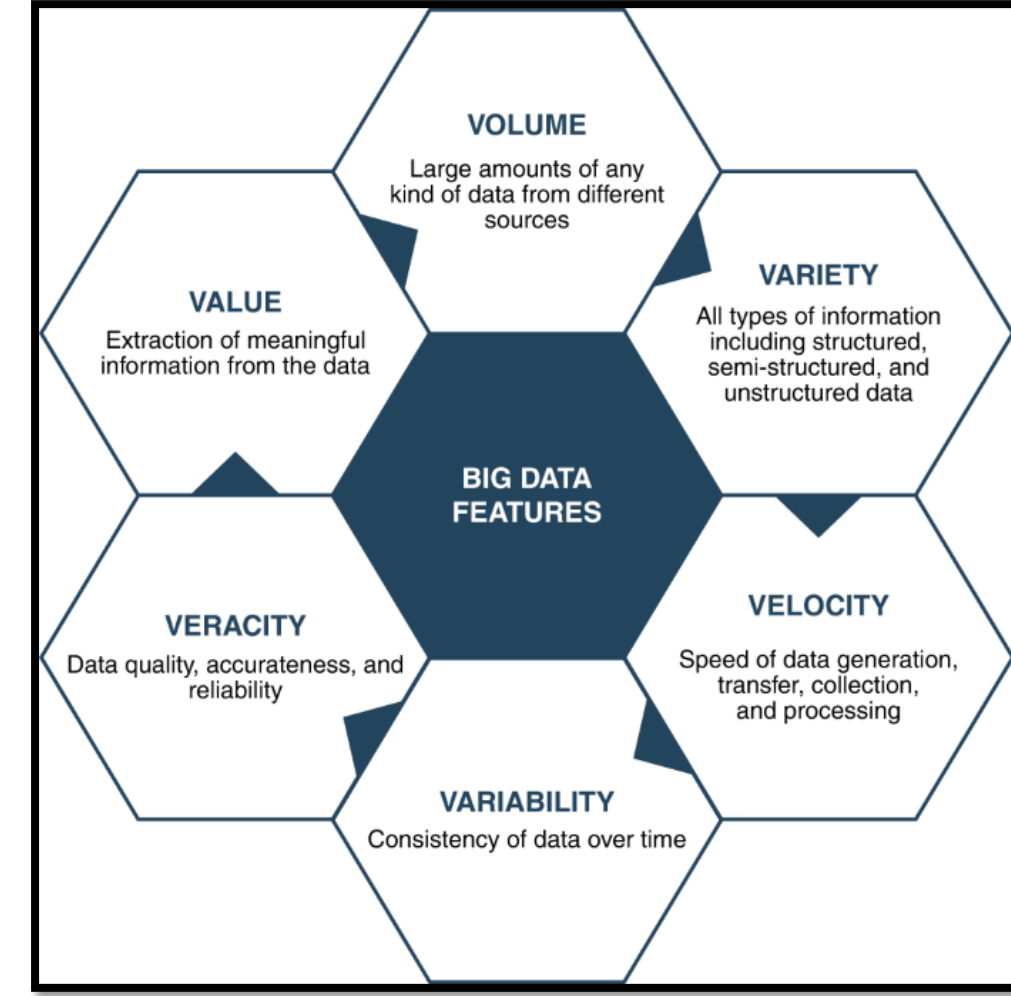 VOLUME
Large amounts of any
kind of data from different
sources
VARIETY
All types of information
including structured,
semi-structured, and
unstructured data
VELOCITY
Speed of data generation,
transfer, collection,
and processing
VARIABILITY
Consistency of data over time
VERACITY
Data quality, accurateness, and
reliability
VALUE
Extraction of meaningful
information from the data
BIG DATA
FEATURES